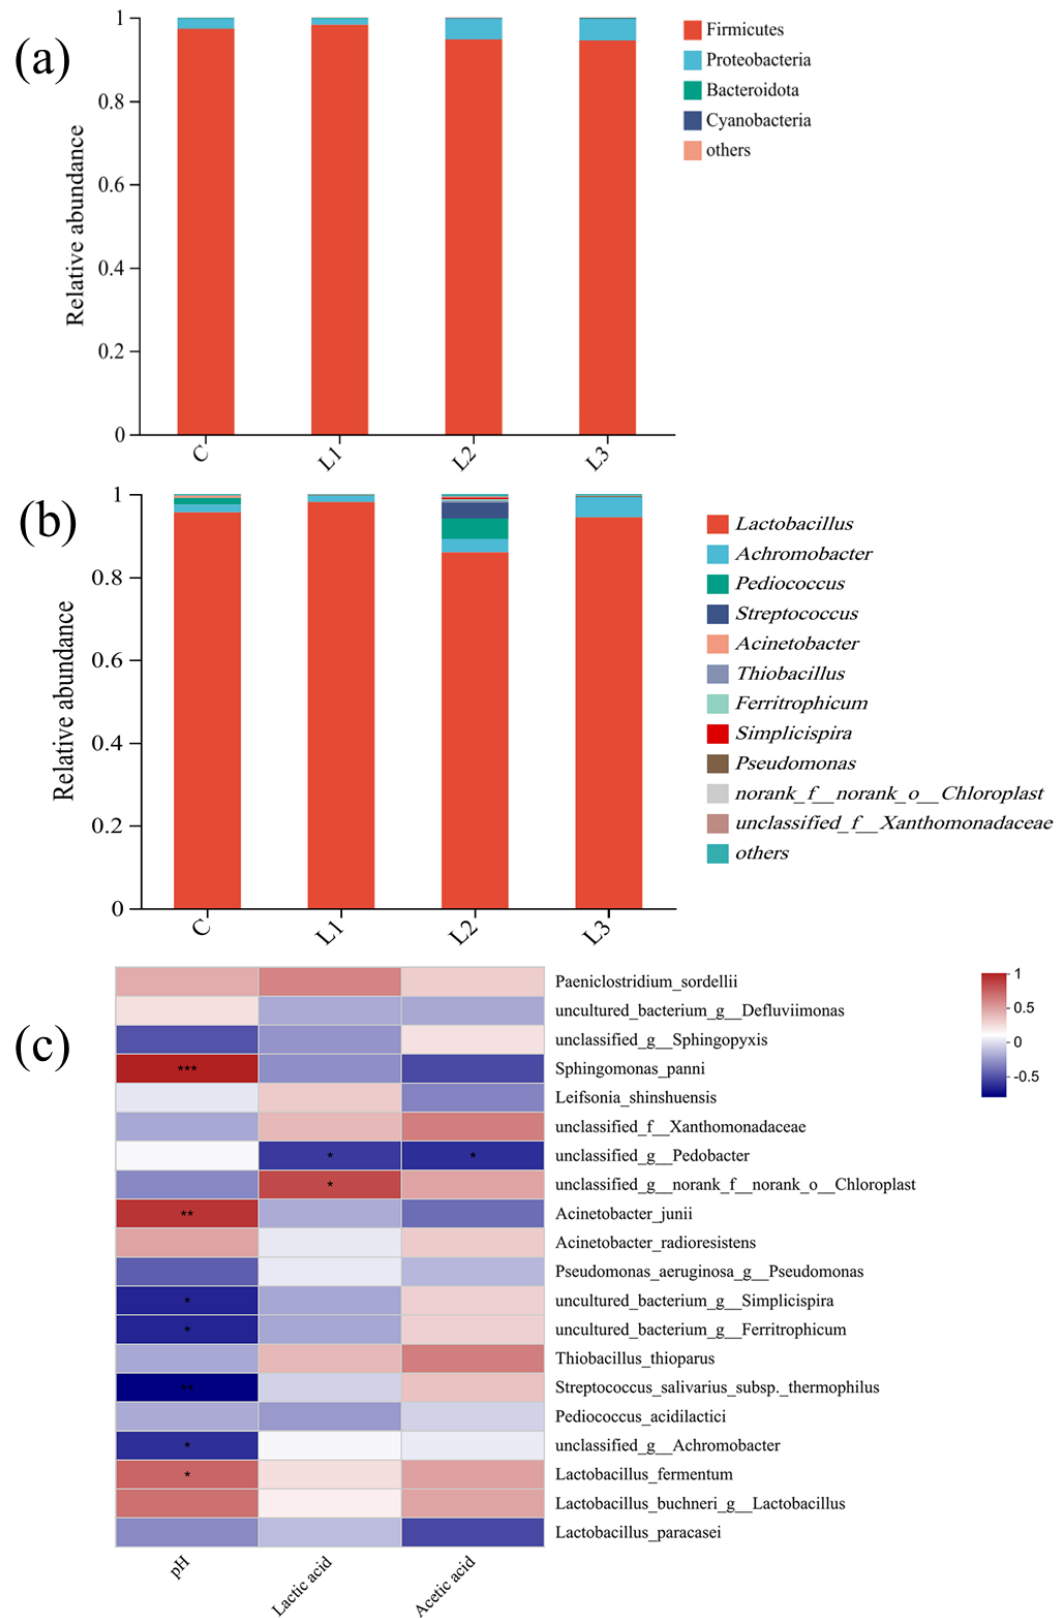 (a)
Relative abundance
1
0.8
0.6
0.4
0.2
0
C
L1
L2
L3
Firmicutes
Proteobacteria
Bacteroidota
Cyanobacteria
others
(b)
Relative abundance
1
0.8
0.6
0.4
0.2
0
C
L1
L2
L3
Lactobacillus
Achromobacter
Pediococcus
Streptococcus
Acinetobacter
Thiobacillus
Ferritrophicum
Simplicispira
Pseudomonas
norank_f__norank_o__Chloroplast
unclassified_f__Xanthomonadaceae
others
(c)
Paeniclostridium_sordellii
uncultured_bacterium_g__Defluviimonas
unclassified_g__Sphingopyxis
*** Sphingomonas_panni
Leifsonia_shinshuensis
unclassified_f__Xanthomonadaceae
* * unclassified_g__Pedobacter
* unclassified_g__norank_f__norank_o__Chloroplast
** Acinetobacter_junii
Acinetobacter_radioresistens
Pseudomonas_aeruginosa_g__Pseudomonas
* uncultured_bacterium_g__Simplicispira
* uncultured_bacterium_g__Ferritrophicum
Thiobacillus_thioparus
** Streptococcus_salivarius_subsp._thermophilus
Pediococcus_acidilactici
* unclassified_g__Achromobacter
* Lactobacillus_fermentum
Lactobacillus_buchneri_g__Lactobacillus
Lactobacillus_paracasei
pH
Lactic acid
Acetic acid
1
0.5
0
-0.5